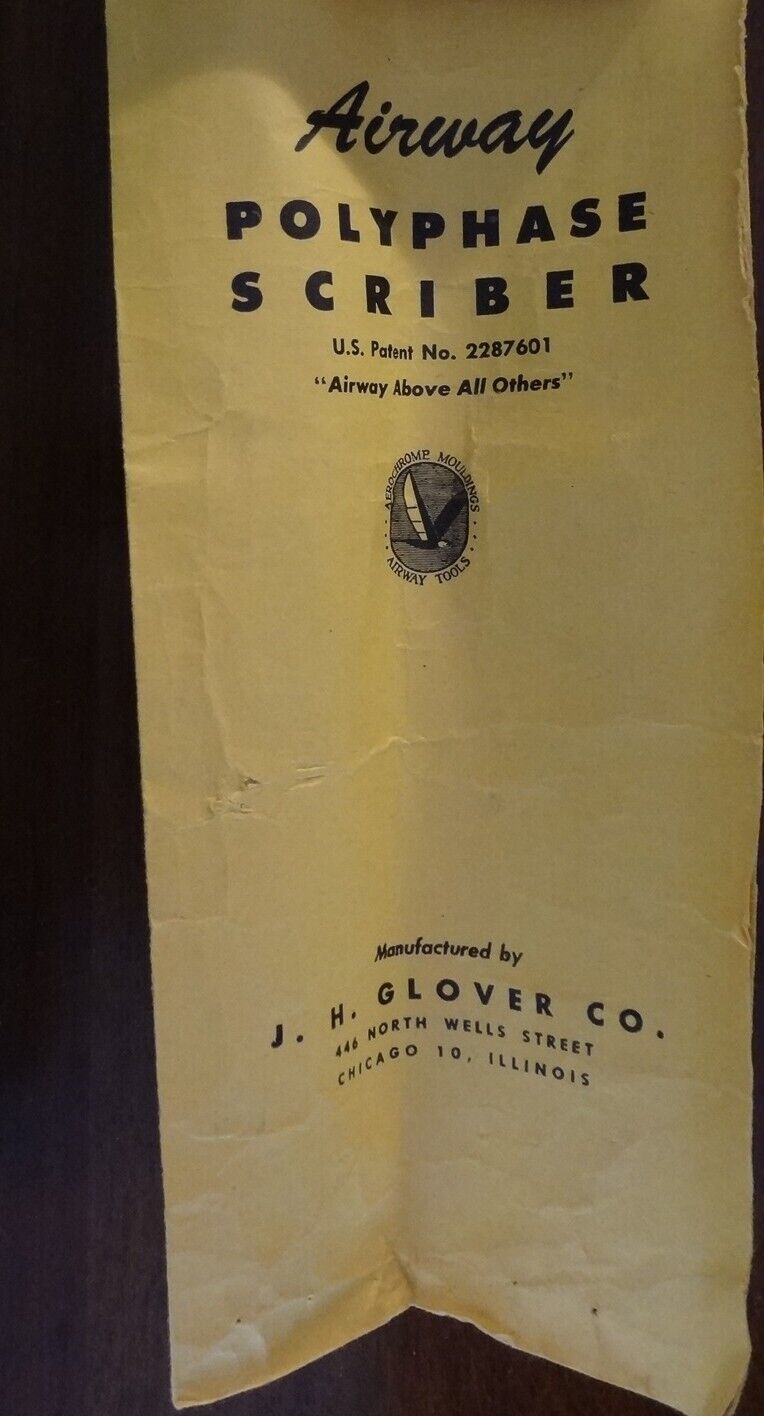 Airway
POLYPHASE
SCRIBER
U.S. Patent No. 2287601
"Airway Above All Others"
AEROCHROME MOULDINGS
AIRWAY TOOLS
Manufactured by
J. H. GLOVER CO.
446 NORTH WELLS STREET
CHICAGO 10, ILLINOIS